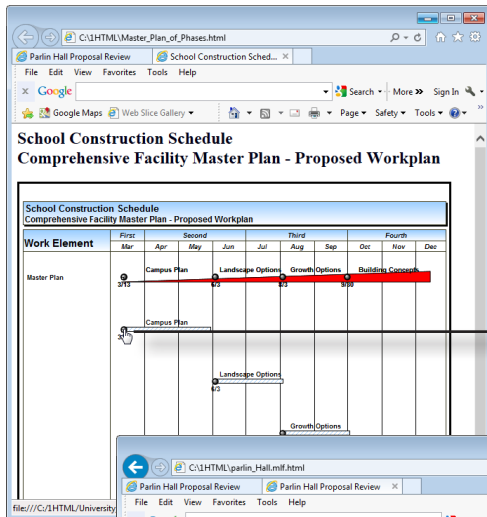 C:\1HTML\Master_Plan_of_Phases.html
Parlin Hall Proposal Review
School Construction Sched...
File Edit View Favorites Tools Help
x Google Search More » Sign In
Google Maps Web Slice Gallery Page Safety Tools »
School Construction Schedule
Comprehensive Facility Master Plan - Proposed Workplan
School Construction Schedule
Comprehensive Facility Master Plan - Proposed Workplan
Work Element First Second Third Fourth
Mar Apr May Jun Jul Aug Sep Oct Nov Dec
Master Plan Campus Plan Landscape Options Growth Options Building Concepts
3/13 6/3 8/3 9/30
Campus Plan
Landscape Options
6/3
Growth Options
C:\1HTML\parlin_Hall.mlf.html
Parlin Hall Proposal Review Parlin Hall Proposal Review
File Edit View Favorites Tools Help
file:///C:/1HTML/University